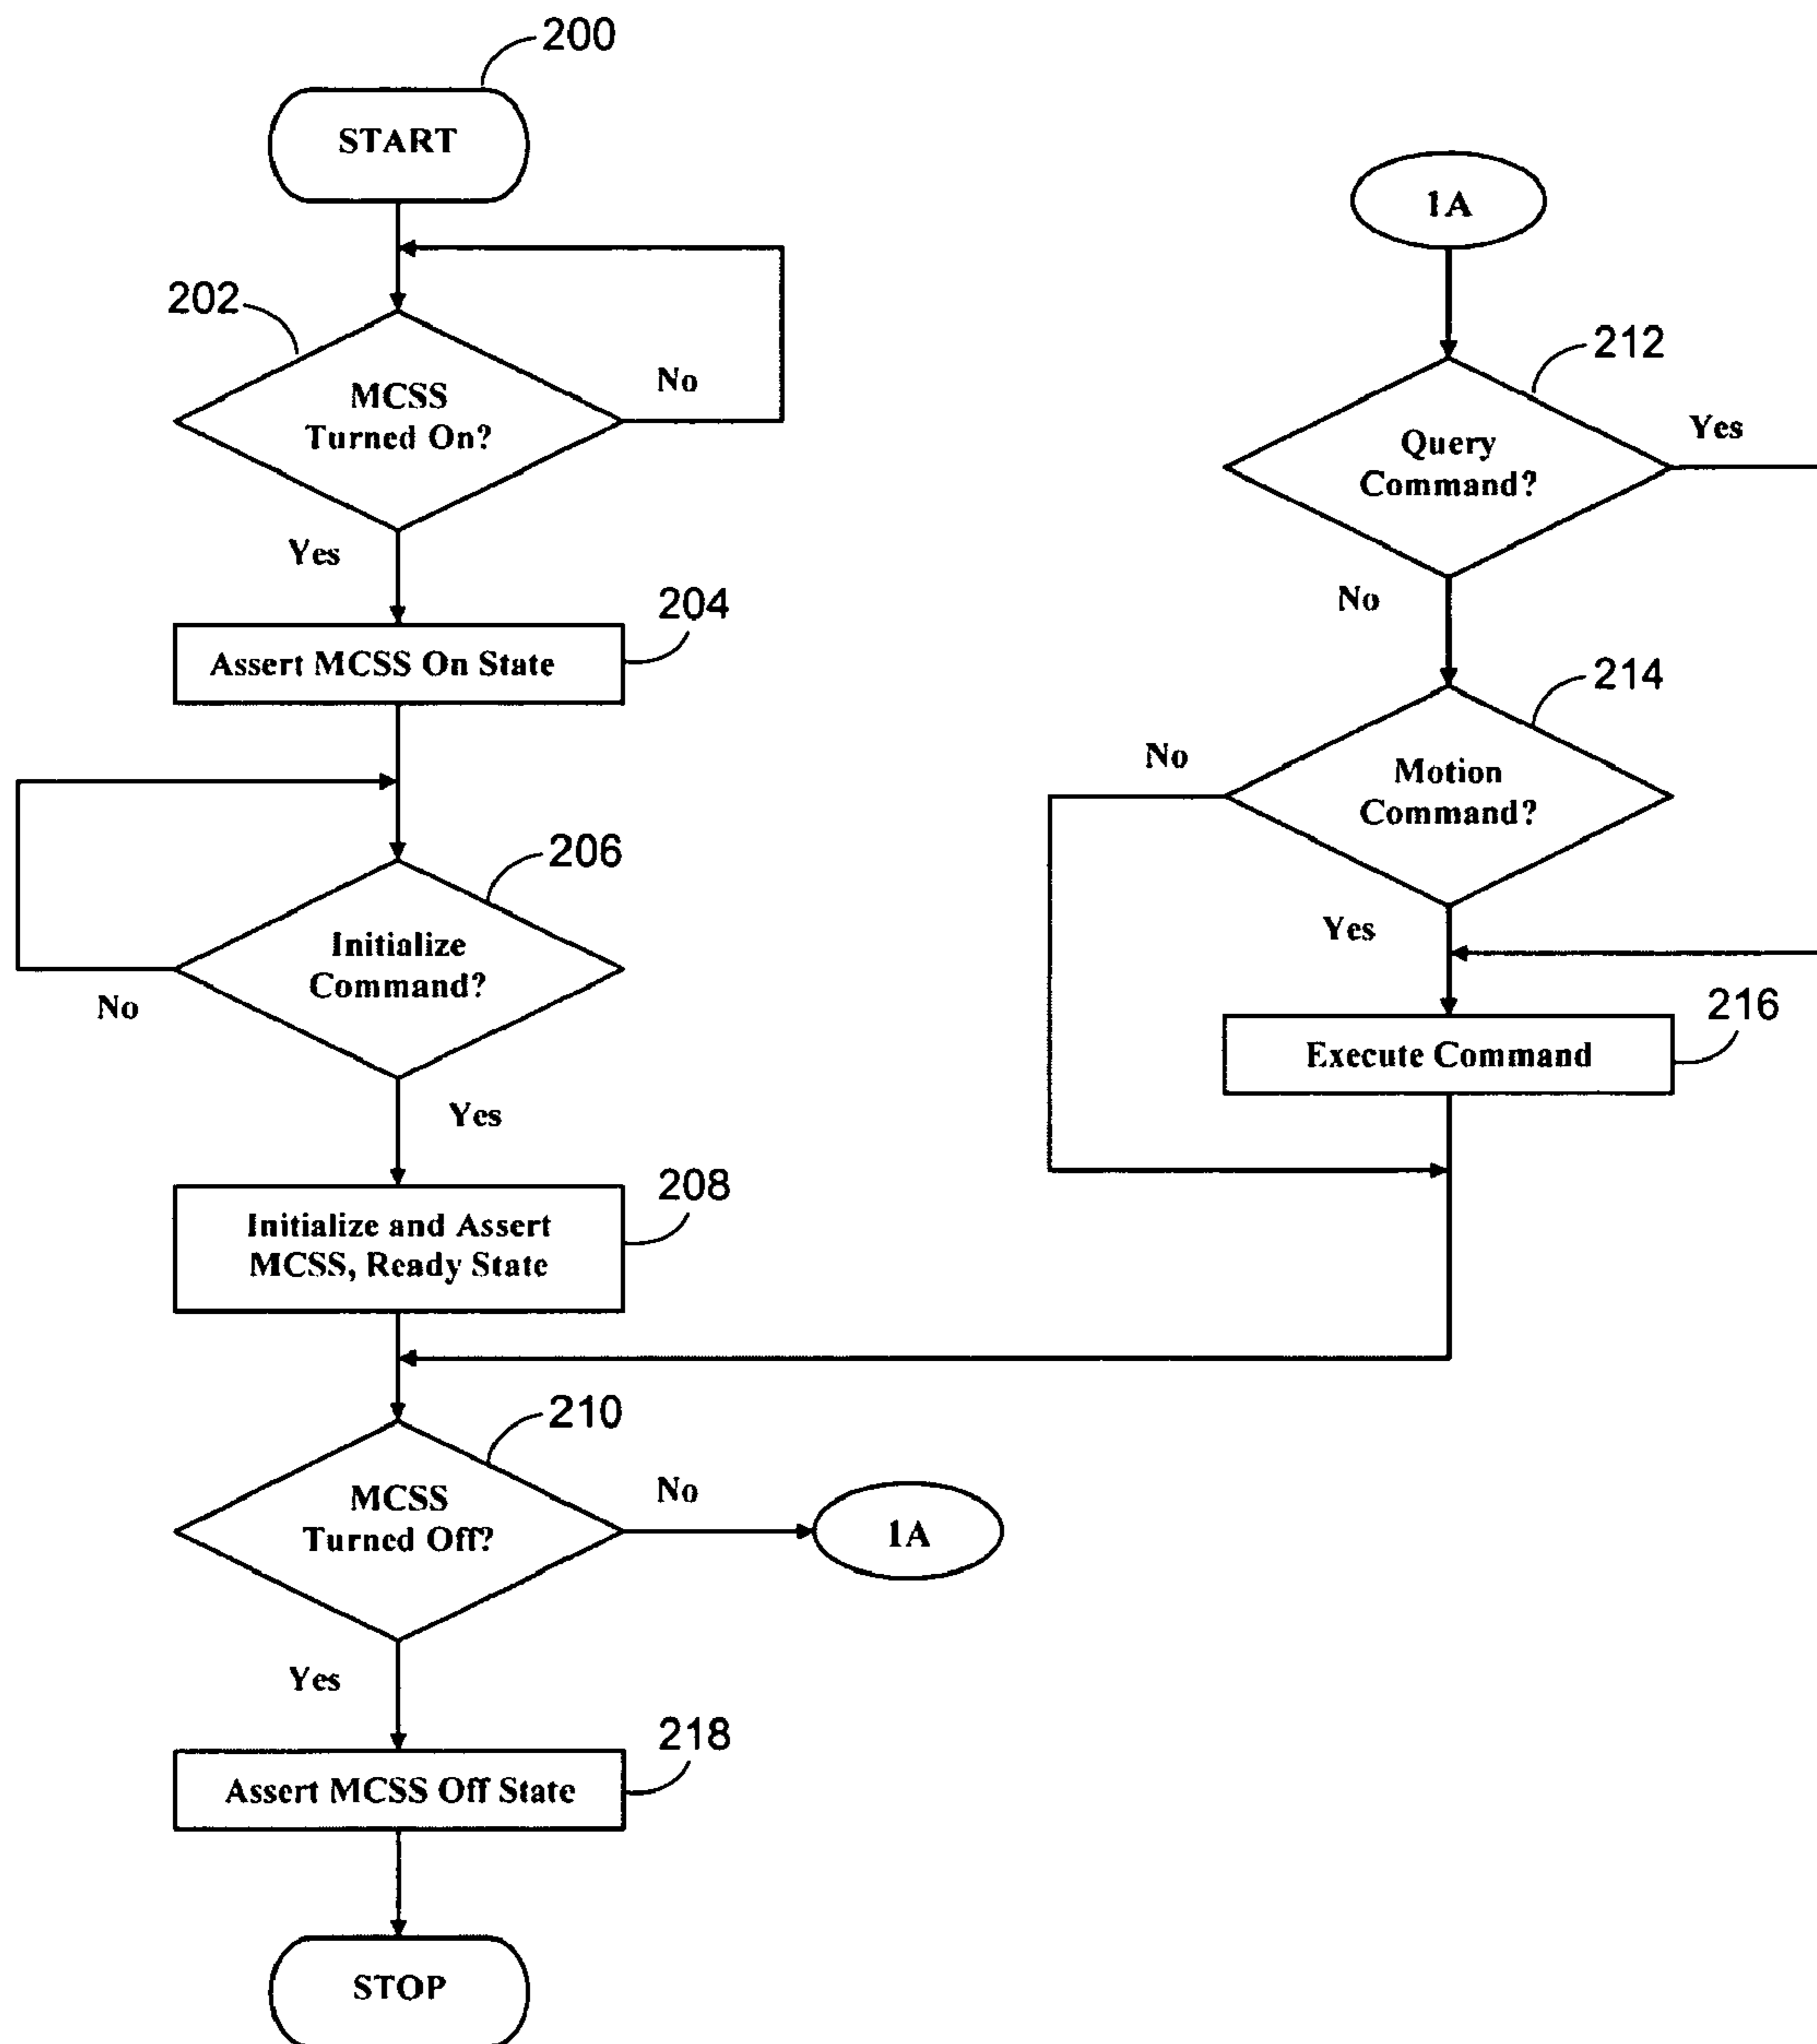 200
START
202
MCSS
Turned On?
No
Yes
204
Assert MCSS On State
206
Initialize
Command?
No
Yes
208
Initialize and Assert
MCSS, Ready State
210
MCSS
Turned Off?
No
1A
Yes
218
Assert MCSS Off State
STOP
1A
212
Query
Command?
Yes
No
214
Motion
Command?
No
Yes
216
Execute Command